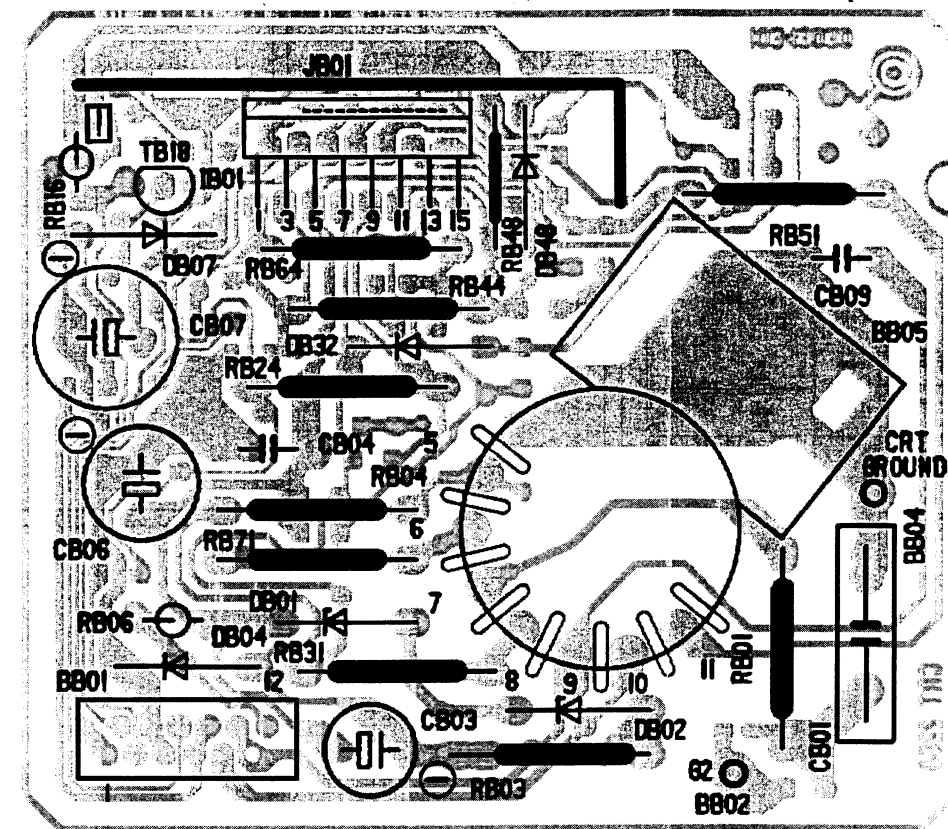 JB01
TB18
IB01
RB16
1 3 5 7 9 11 13 15
DB07
RB64
RB48
DB48
RB51
RB44
CB09
CB07
DB32
BB05
RB24
CB04
5
CRT
GROUND
RB04
6
BB04
CB06
RB71
DB01
7
RB06
DB04
RB31
RB01
BB01
12
8
9
10
11
CB03
DB02
CB01
G2
RB03
BB02